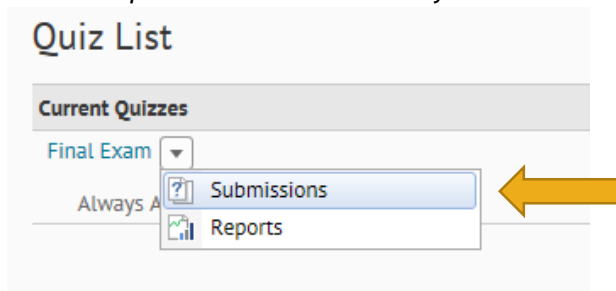 Quiz List
Current Quizzes
Final Exam
Submissions
Always A
Reports